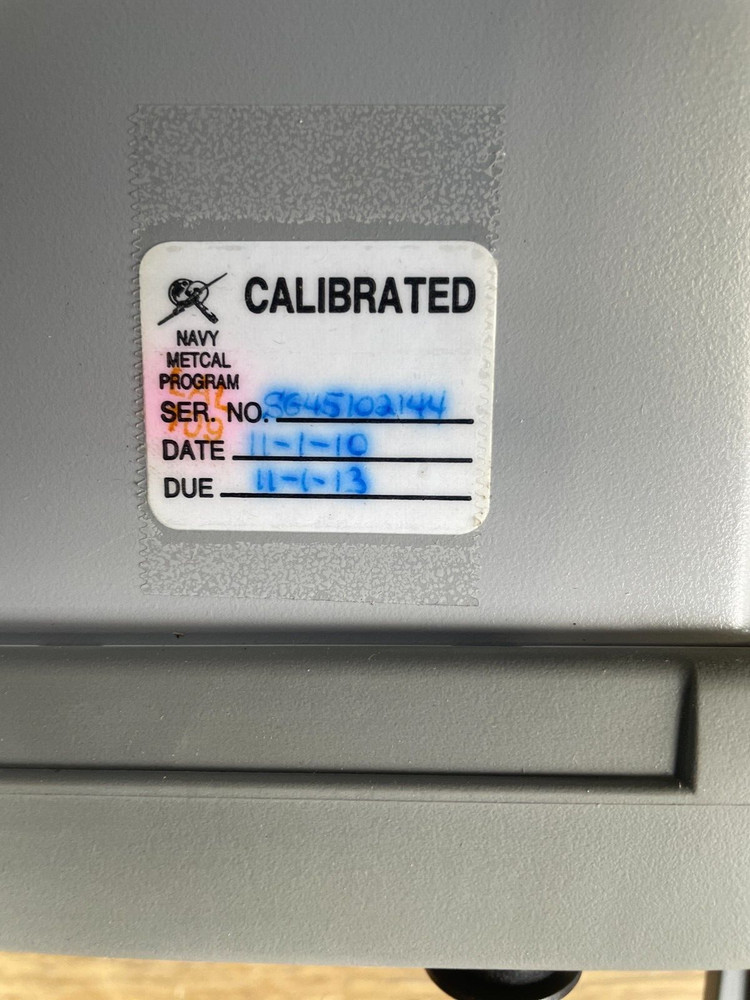 CALIBRATED
NAVY
METCAL
PROGRAM
SER. NO. SG45102144
DATE 11-1-10
DUE 11-1-13